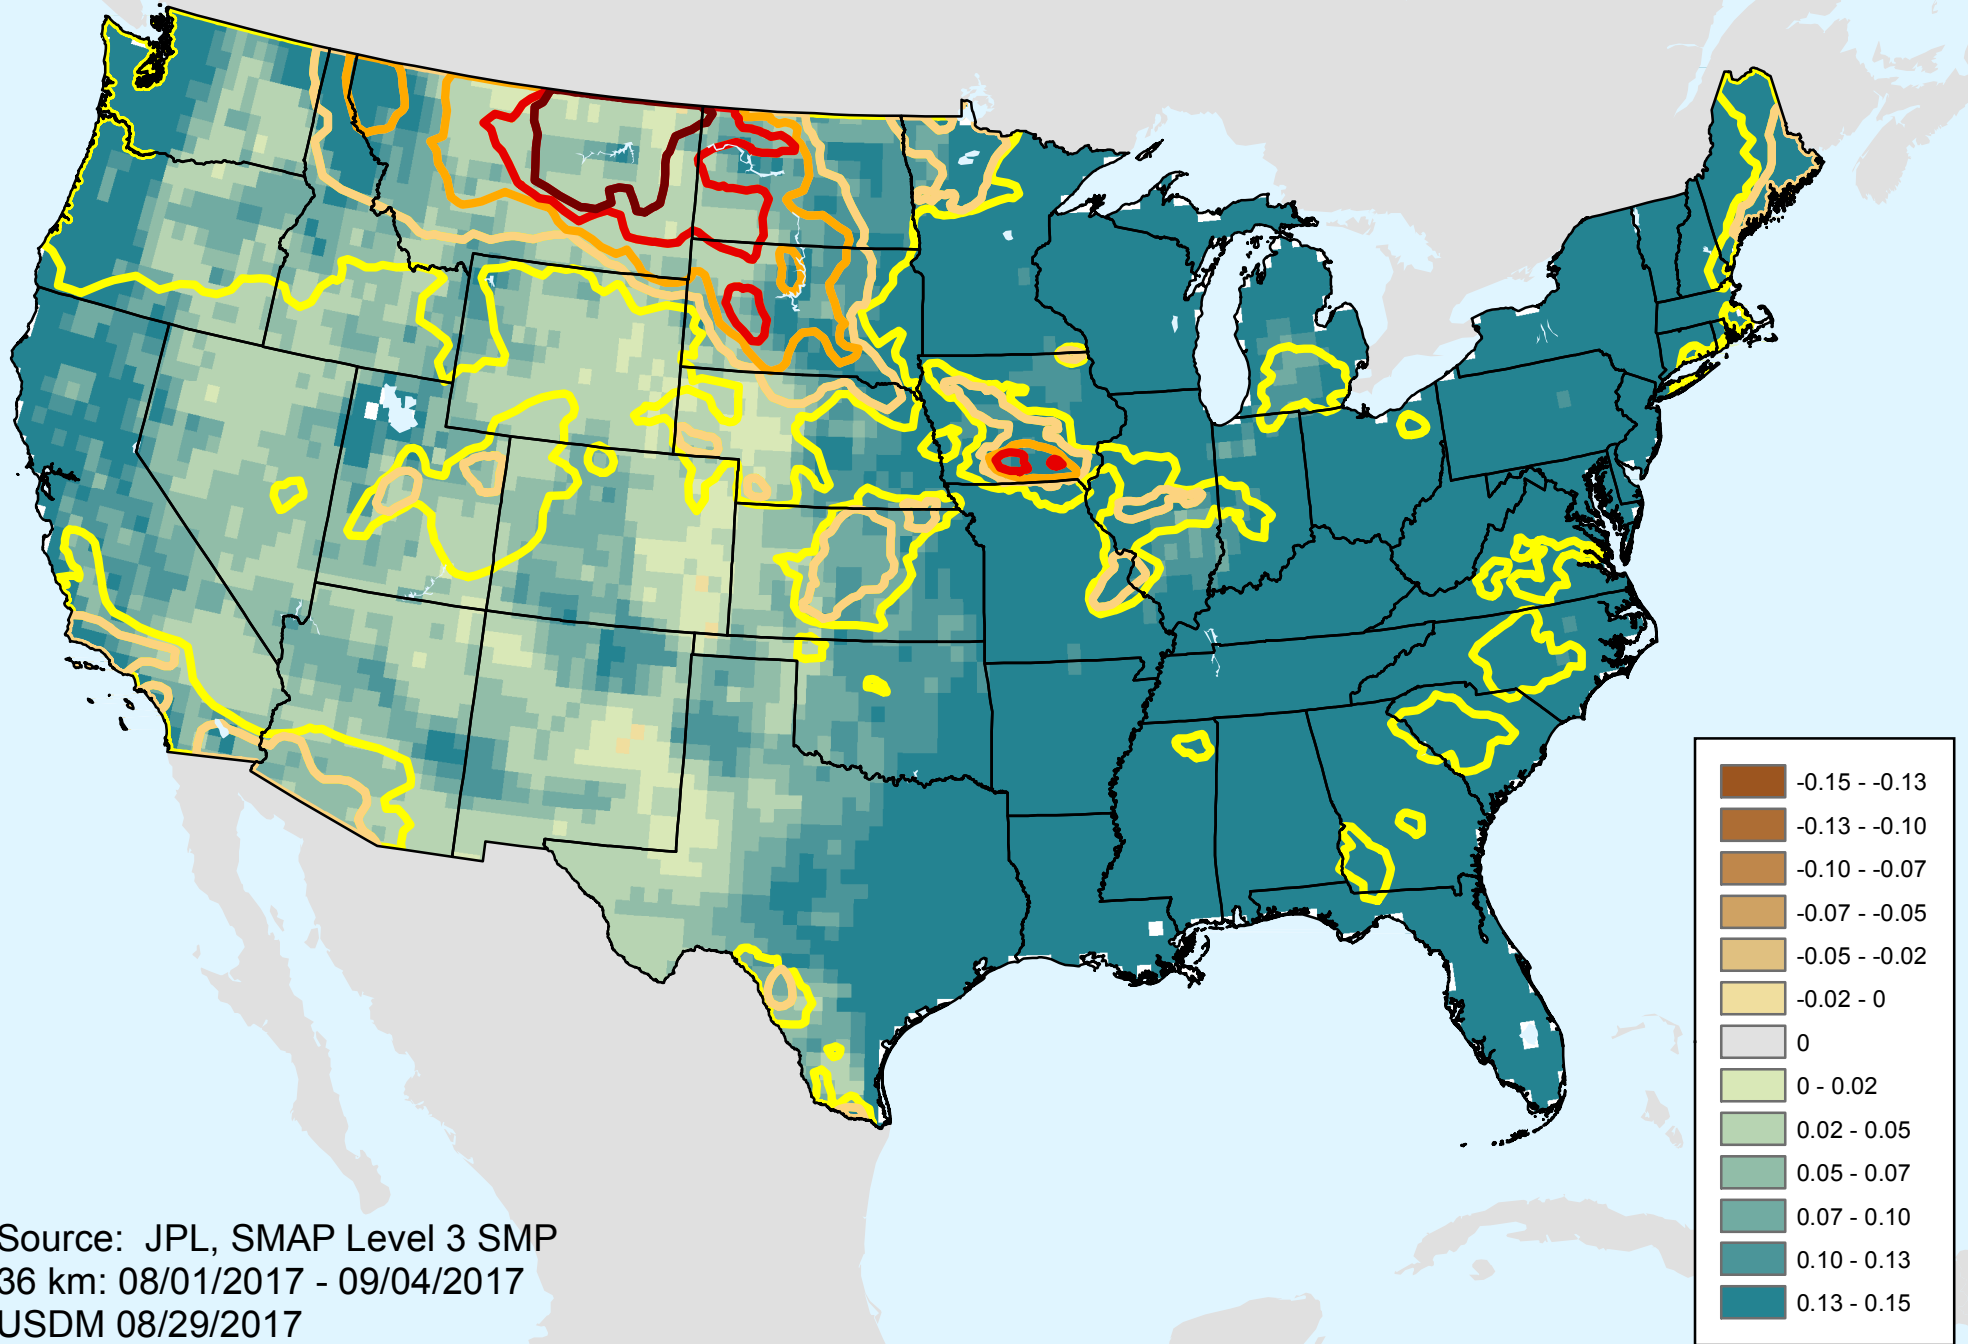 -0.15 - -0.13
-0.13 - -0.10
-0.10 - -0.07
-0.07 - -0.05
-0.05 - -0.02
-0.02 - 0
0
0 - 0.02
0.02 - 0.05
0.05 - 0.07
0.07 - 0.10
0.10 - 0.13
0.13 - 0.15
Source: JPL, SMAP Level 3 SMP
36 km: 08/01/2017 - 09/04/2017
USDM 08/29/2017